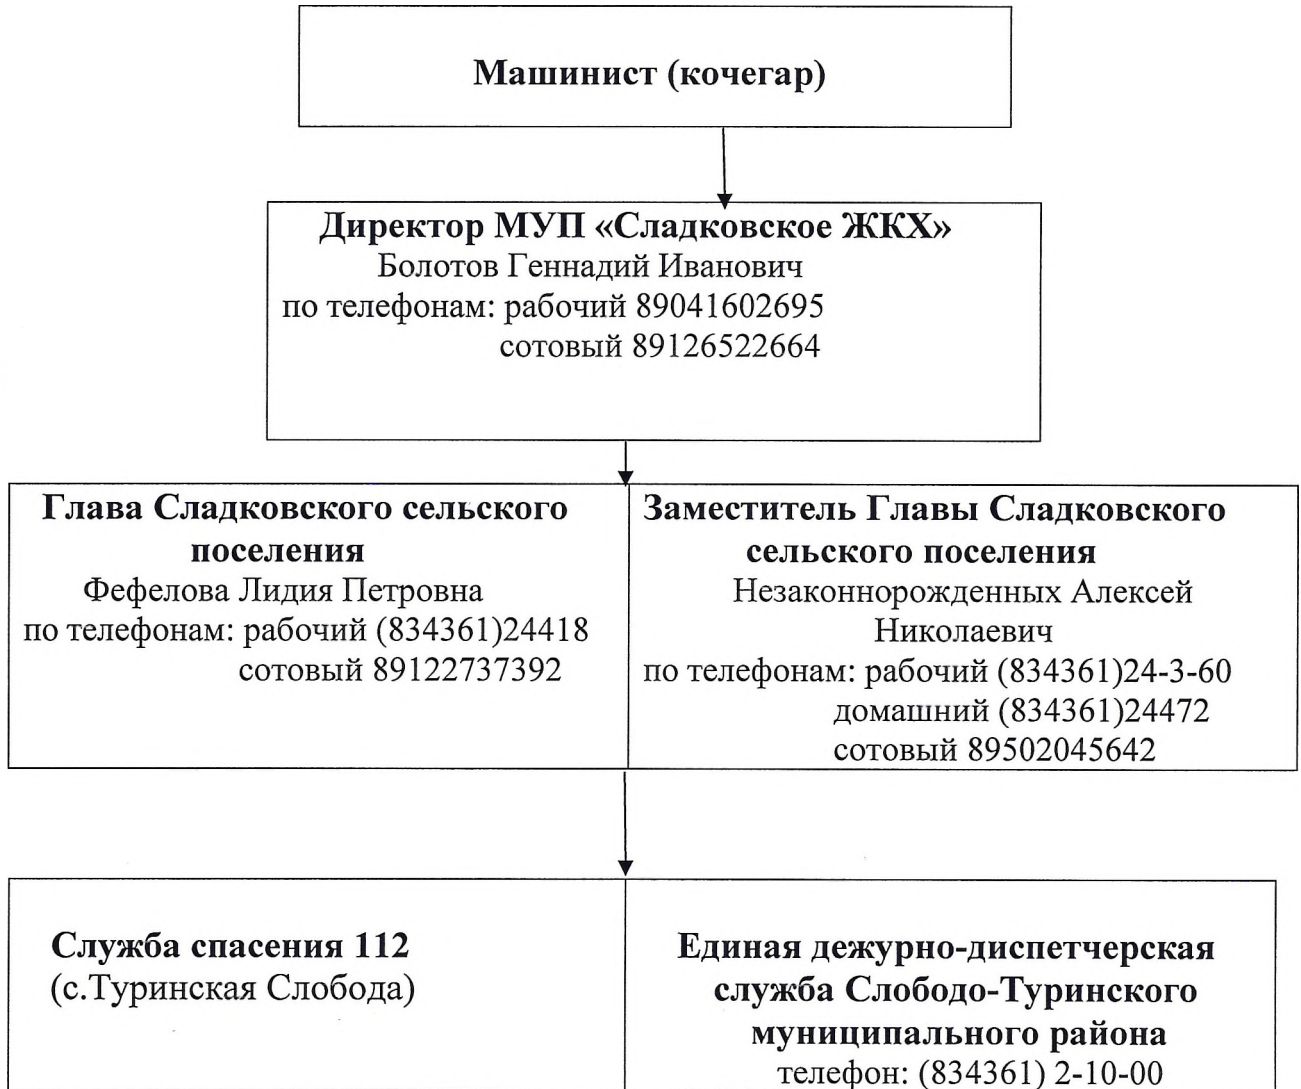 Машинист (кочегар)
Директор МУП «Сладковское ЖКХ»
Болотов Геннадий Иванович
по телефонам: рабочий 89041602695
сотовый 89126522664
Глава Сладковского сельского
поселения
Фефелова Лидия Петровна
по телефонам: рабочий (834361)24418
сотовый 89122737392
Заместитель Главы Сладковского
сельского поселения
Незаконнорожденных Алексей
Николаевич
по телефонам: рабочий (834361)24-3-60
домашний (834361)24472
сотовый 89502045642
Служба спасения 112
(с.Туринская Слобода)
Единая дежурно-диспетчерская
служба Слободо-Туринского
муниципального района
телефон: (834361) 2-10-00